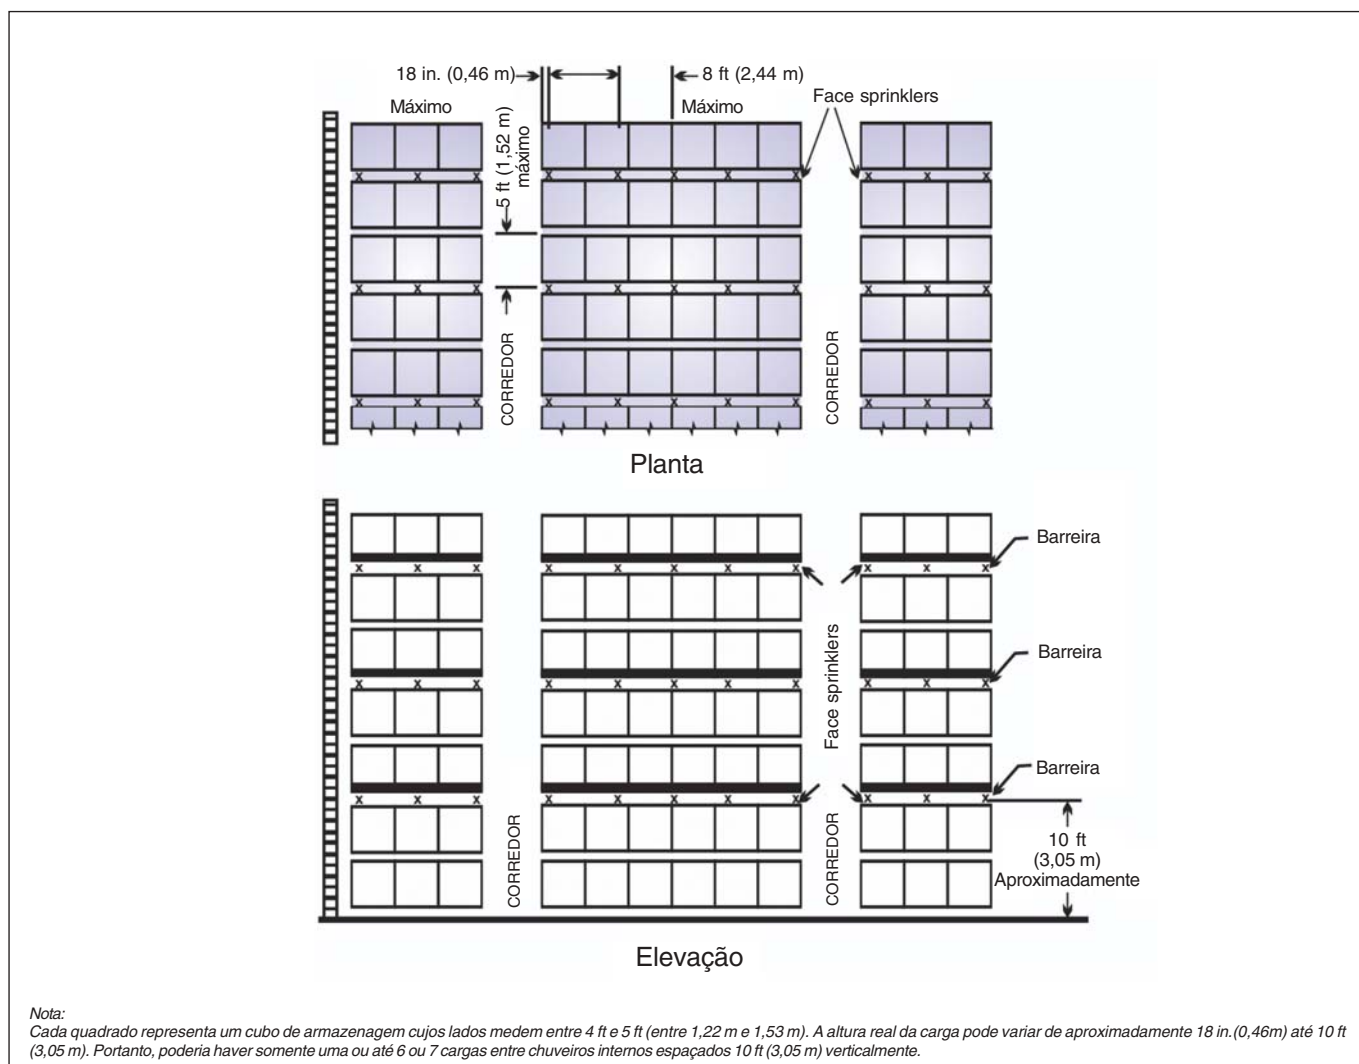 18 in. (0,46 m)
8 ft (2,44 m)
Máximo
Máximo
Face sprinklers
5 ft (1,52 m)
máximo
CORREDOR
CORREDOR
x x x x x x x x x x x
x x x x x x x x x x x
x x x x x x x x x x x
Planta
Barreira
x x x x x x x x x x x
Face sprinklers
Barreira
x x x x x x x x x x x
Barreira
x x x x x x x x x x x
CORREDOR
CORREDOR
10 ft
(3,05 m)
Aproximadamente
Elevação
Nota:
Cada quadrado representa um cubo de armazenagem cujos lados medem entre 4 ft e 5 ft (entre 1,22 m e 1,53 m). A altura real da carga pode variar de aproximadamente 18 in.(0,46m) até 10 ft
(3,05 m). Portanto, poderia haver somente uma ou até 6 ou 7 cargas entre chuveiros internos espaçados 10 ft (3,05 m) verticalmente.